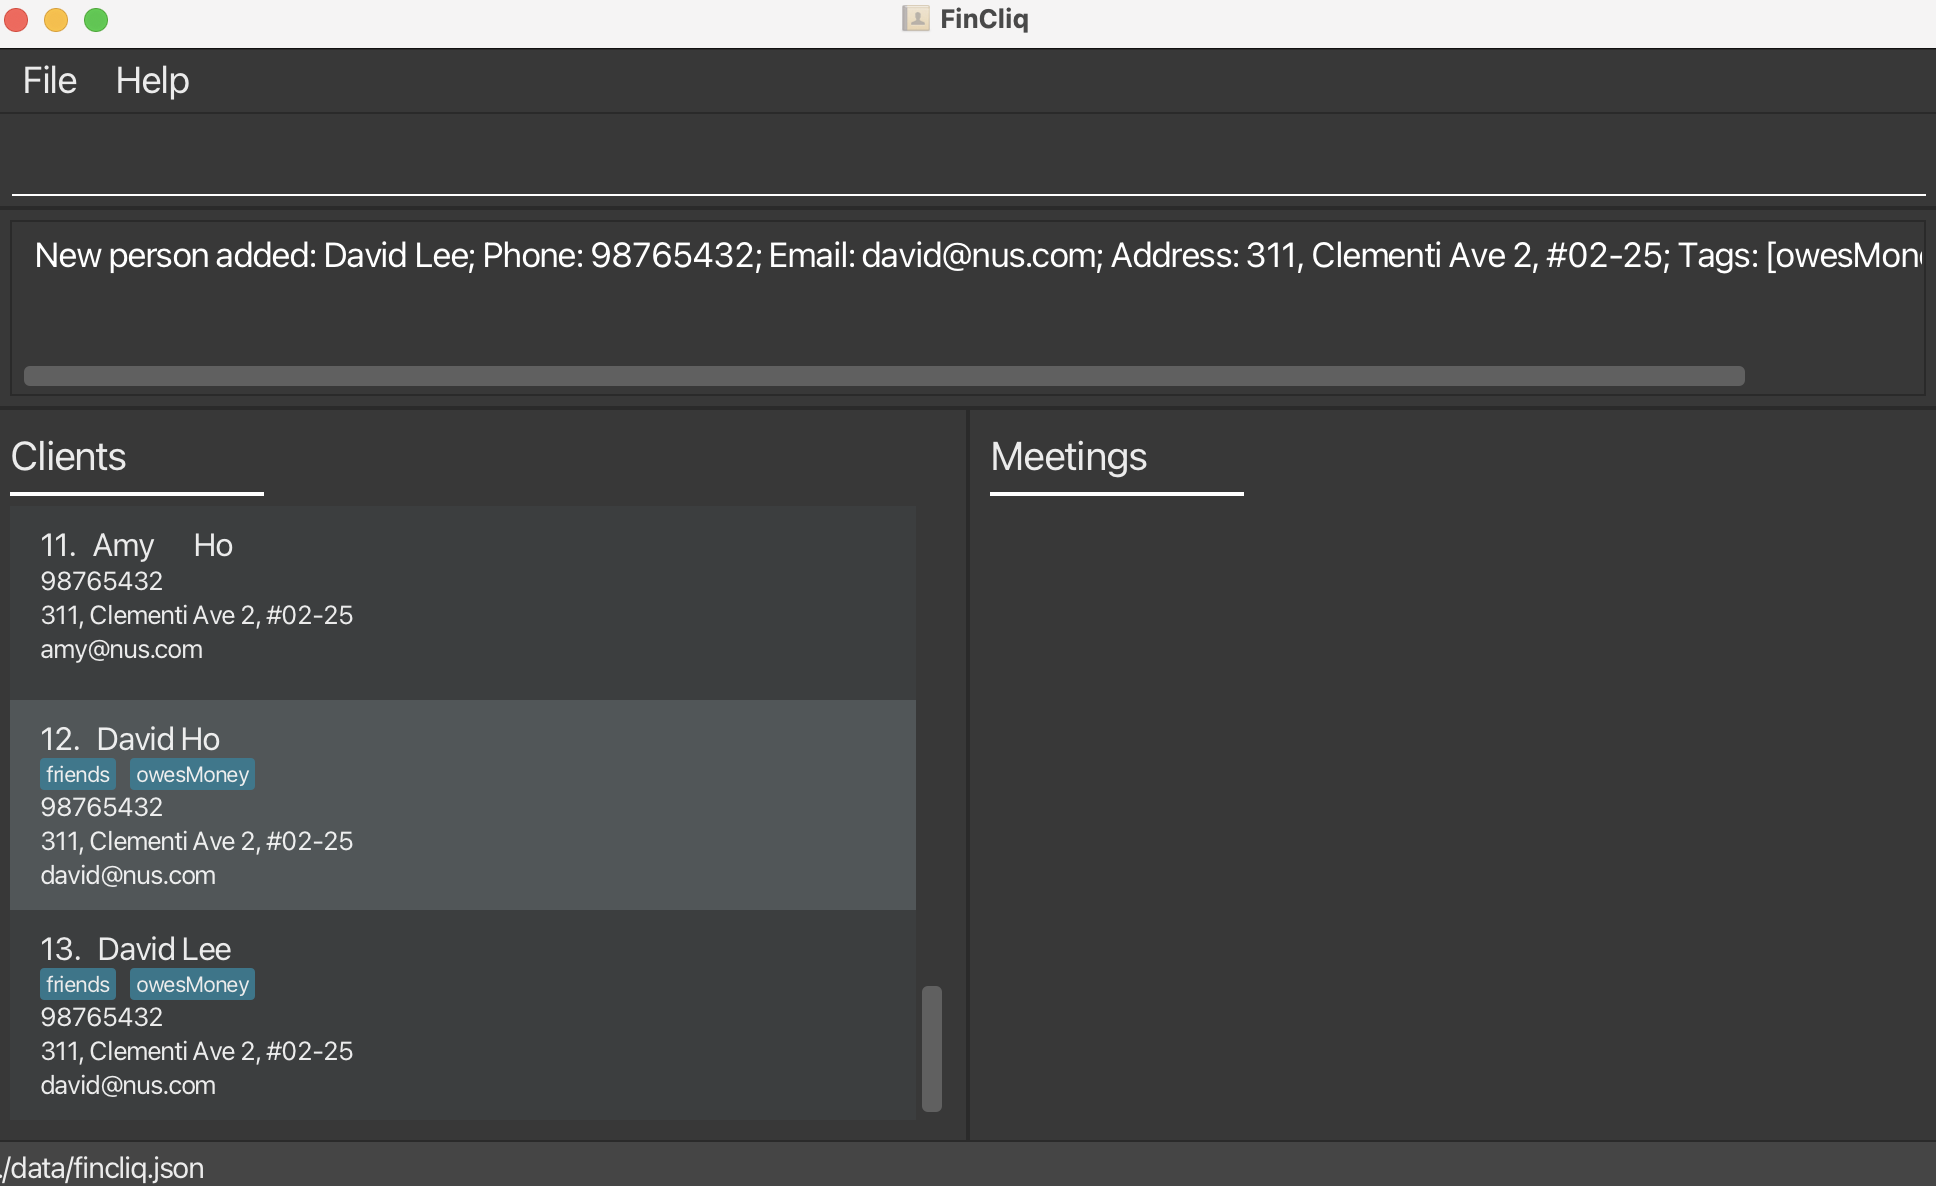 FinCliq
File Help
New person added: David Lee; Phone: 98765432; Email: david@nus.com; Address: 311, Clementi Ave 2, #02-25; Tags: [owesMon
Clients
11. Amy Ho
98765432
311, Clementi Ave 2, #02-25
amy@nus.com
12. David Ho
friends owesMoney
98765432
311, Clementi Ave 2, #02-25
david@nus.com
13. David Lee
friends owesMoney
98765432
311, Clementi Ave 2, #02-25
david@nus.com
Meetings
./data/fincliq.json